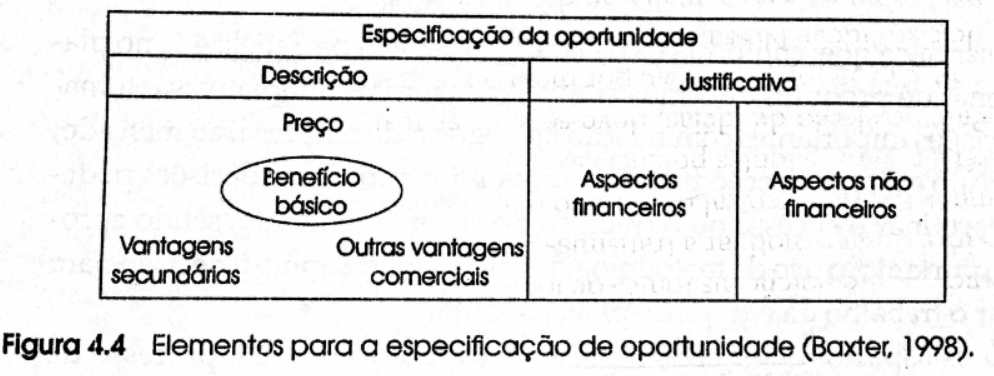 Especificação da oportunidade
Descrição
Justificativa
Preço
Benefício
básico
Vantagens
secundárias
Outras vantagens
comerciais
Aspectos
financeiros
Aspectos não
financeiros
Figura 4.4 Elementos para a especificação de oportunidade (Baxter, 1998).